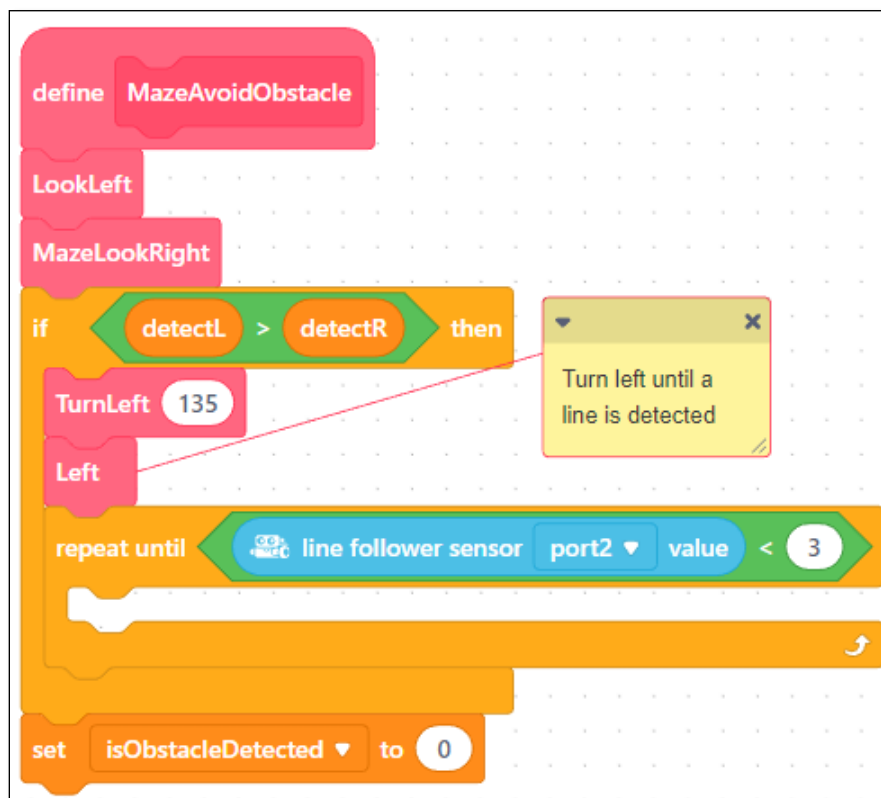 define MazeAvoidObstacle
LookLeft
MazeLookRight
if detectL > detectR then
TurnLeft 135
Turn left until a
line is detected
Left
repeat until line follower sensor port2 value < 3
set isObstacleDetected to 0